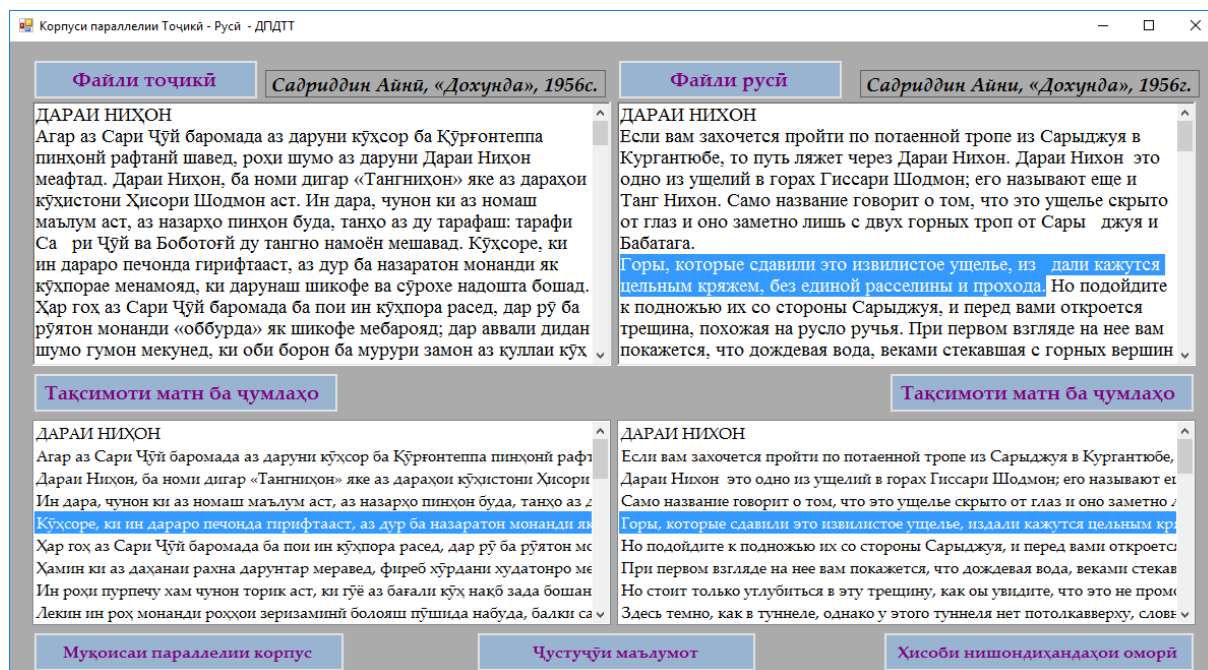 Корпуси параллелии Тоҷикӣ - Русӣ - ДПДТТ
Файли тоҷикӣ
Садриддин Айнӣ, «Дохунда», 1956с.
Файли русӣ
Садриддин Айни, «Дохунда», 1956г.
ДАРАИ НИҲОН
Агар аз Сари Ҷӯй баромада аз даруни кӯҳсор ба Қӯрғонтеппа
пинҳонӣ рафтанӣ шавед, роҳи шумо аз даруни Дараи Ниҳон
меафтад. Дараи Ниҳон, ба номи дигар «Тангниҳон» яке аз дараҳои
кӯҳистони Ҳисори Шодмон аст. Ин дара, чунон ки аз номаш
маълум аст, аз назарҳо пинҳон буда, танҳо аз ду тарафаш: тарафи
Са ри Ҷӯй ва Боботоғӣ ду тангно намоён мешавад. Кӯҳсоре, ки
ин дараро печонда гирифтааст, аз дур ба назаратон монанди як
кӯҳпорае менамояд, ки дарунаш шикофе ва сӯрохе надошта бошад.
Ҳар гоҳ аз Сари Ҷӯй баромада ба пои ин кӯҳпора расед, дар рӯ ба
рӯятон монанди «оббурда» як шикофе мебарояд; дар аввали дидан
шумо гумон мекунед, ки оби борон ба мурури замон аз қуллаи кӯҳ
ДАРАИ НИХОН
Если вам захочется пройти по потаенной тропе из Сарыджуя в
Кургантюбе, то путь ляжет через Дараи Нихон. Дараи Нихон это
одно из ущелий в горах Гиссари Шодмон; его называют еще и
Танг Нихон. Само название говорит о том, что это ущелье скрыто
от глаз и оно заметно лишь с двух горных троп от Сары джуя и
Бабатага.
Горы, которые сдавили это извилистое ущелье, из дали кажутся
цельным кряжем, без единой расселины и прохода. Но подойдите
к подножью их со стороны Сарыджуя, и перед вами откроется
трещина, похожая на русло ручья. При первом взгляде на нее вам
покажется, что дождевая вода, веками стекавшая с горных вершин
Тақсимоти матн ба ҷумлаҳо
Тақсимоти матн ба ҷумлаҳо
ДАРАИ НИҲОН
Агар аз Сари Ҷӯй баромада аз даруни кӯҳсор ба Қӯрғонтеппа пинҳонӣ
Дараи Ниҳон, ба номи дигар «Тангниҳон» яке аз дараҳои кӯҳистони Ҳисори
Ин дара, чунон ки аз номаш маълум аст, аз назарҳо пинҳон буда, танҳо аз
Кӯҳсоре, ки ин дараро печонда гирифтааст, аз дур ба назаратон монанди
Ҳар гоҳ аз Сари Ҷӯй баромада ба пои ин кӯҳпора расед, дар рӯ ба рӯятон
Ҳамин ки аз даҳанаи рахна дарунтар меравед, фиреб хӯрдани худатонро
Ин роҳи пурпечу хам чунон торик аст, ки гӯё аз бағали кӯҳ нақб зада
Лекин ин роҳ монанди роҳҳои зеризаминӣ болояш пӯшида набуда, балки
ДАРАИ НИХОН
Если вам захочется пройти по потаенной тропе из Сарыджуя в Кургантюбе,
Дараи Нихон это одно из ущелий в горах Гиссари Шодмон; его называют
Само название говорит о том, что это ущелье скрыто от глаз и оно заметно
Горы, которые сдавили это извилистое ущелье, издали кажутся цельным
Но подойдите к подножью их со стороны Сарыджуя, и перед вами
При первом взгляде на нее вам покажется, что дождевая вода, веками
Но стоит только углубиться в эту трещину, как оы увидите, что это не
Здесь темно, как в туннеле, однако у этого туннеля нет потолкавверху,
Муқоисаи параллелии корпус
Ҷустуҷӯи маълумот
Ҳисоби нишондиҳандаҳои оморӣ